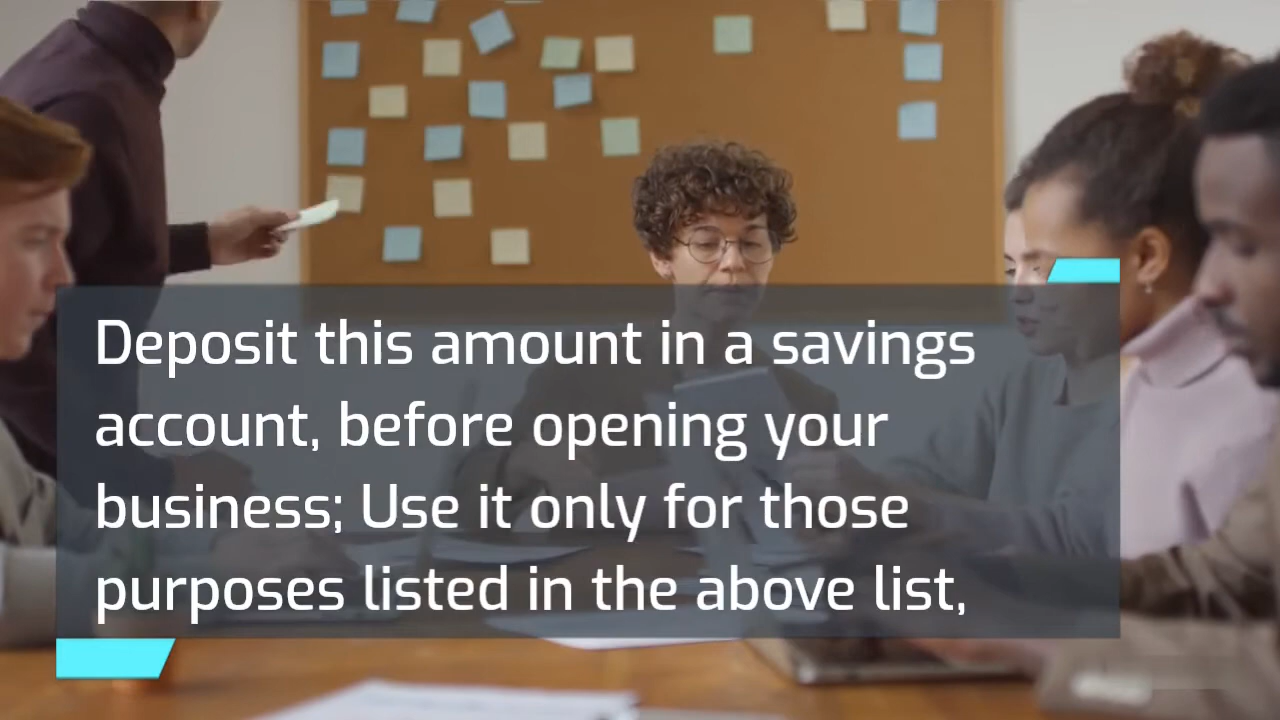 Deposit this amount in a savings
account, before opening your
business; Use it only for those
purposes listed in the above list,